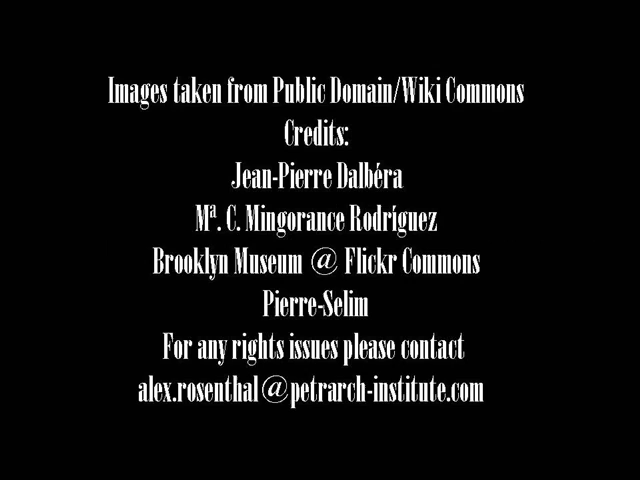 Images taken from Public Domain/Wiki Commons
Credits:
Jean-Pierre Dalbéra
Mª. C. Mingorance Rodríguez
Brooklyn Museum @ Flickr Commons
Pierre-Selim
For any rights issues please contact
alex.rosenthal@petrarch-institute.com